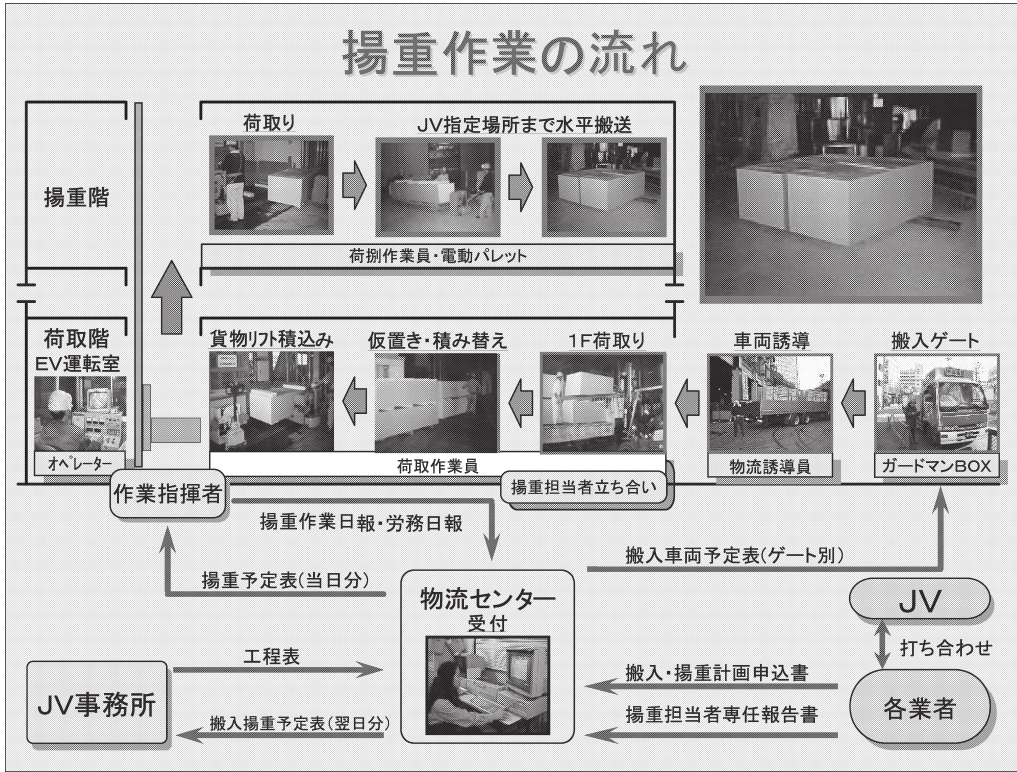 揚重作業の流れ
荷取り
JV指定場所まで水平搬送
揚重階
荷捌作業員・電動パレット
荷取階
EV運転室
貨物リフト積込み
仮置き・積み替え
1F荷取り
車両誘導
搬入ゲート
オペレーター
荷取作業員
物流誘導員
ガードマンBOX
作業指揮者
揚重担当者立ち合い
揚重作業日報・労務日報
搬入車両予定表(ゲート別)
揚重予定表(当日分)
物流センター
受付
JV
打ち合わせ
工程表
搬入・揚重計画申込書
JV事務所
各業者
搬入揚重予定表(翌日分)
揚重担当者専任報告書